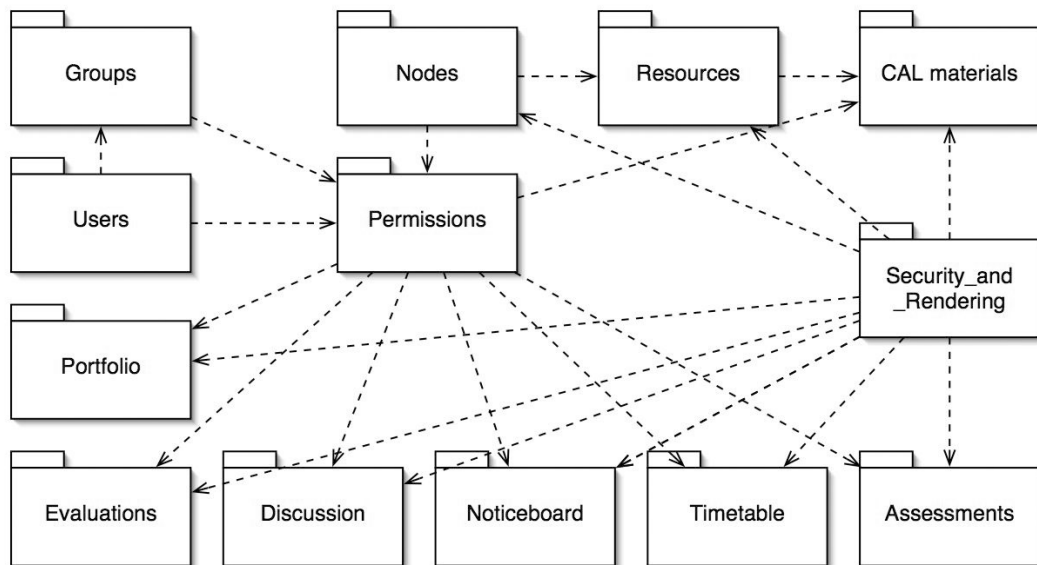 Groups
Nodes
Resources
CAL materials
Users
Permissions
Security_and
_Rendering
Portfolio
Evaluations
Discussion
Noticeboard
Timetable
Assessments